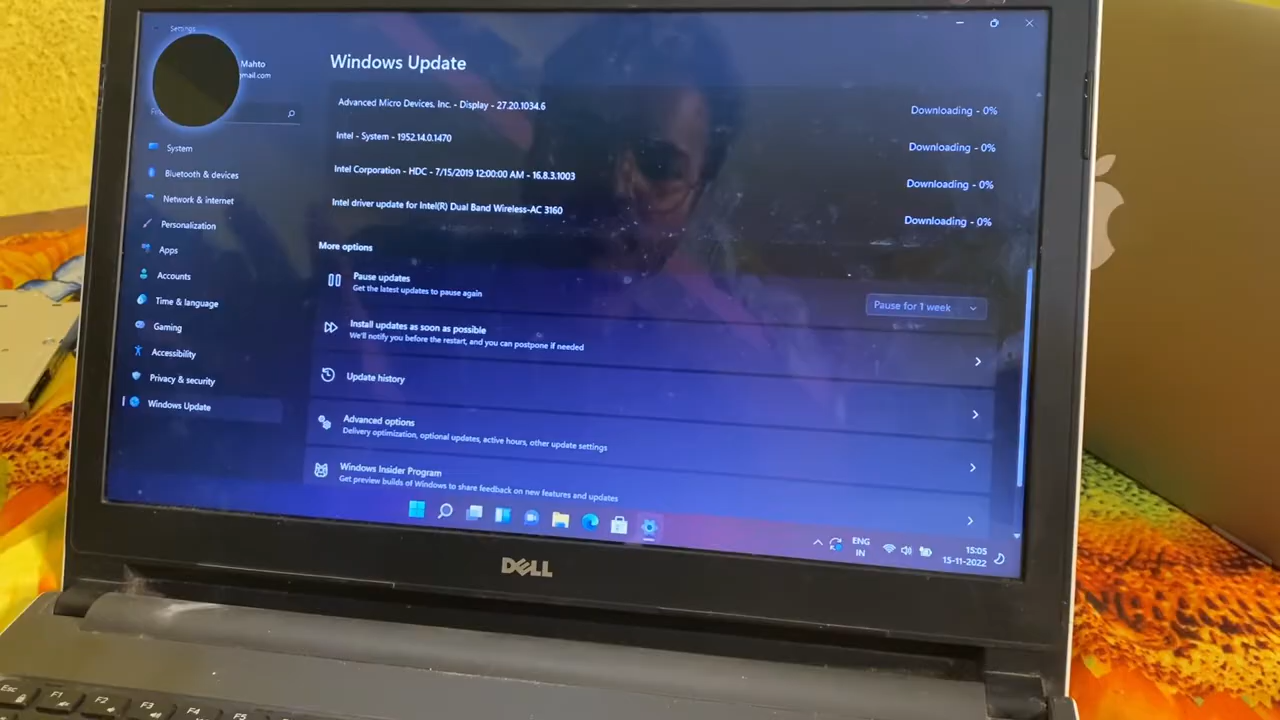 Settings
Mahto
gmail.com
Windows Update
Advanced Micro Devices, Inc. - Display - 27.20.1034.6
Downloading - 0%
Intel - System - 1952.14.0.1470
Downloading - 0%
Intel Corporation - HDC - 7/15/2019 12:00:00 AM - 16.8.3.1003
Downloading - 0%
Intel driver update for Intel(R) Dual Band Wireless-AC 3160
Downloading - 0%
System
Bluetooth & devices
Network & internet
Personalization
Apps
Accounts
Time & language
Gaming
Accessibility
Privacy & security
Windows Update
More options
Pause updates
Get the latest updates to pause again
Pause for 1 week
Install updates as soon as possible
We'll notify you before the restart, and you can postpone if needed
Update history
Advanced options
Delivery optimization, optional updates, active hours, other update settings
Windows Insider Program
Get preview builds of Windows to share feedback on new features and updates
ENG
IN
15:05
15-11-2022
DELL
Esc
F1
F2
F3
F4
F5